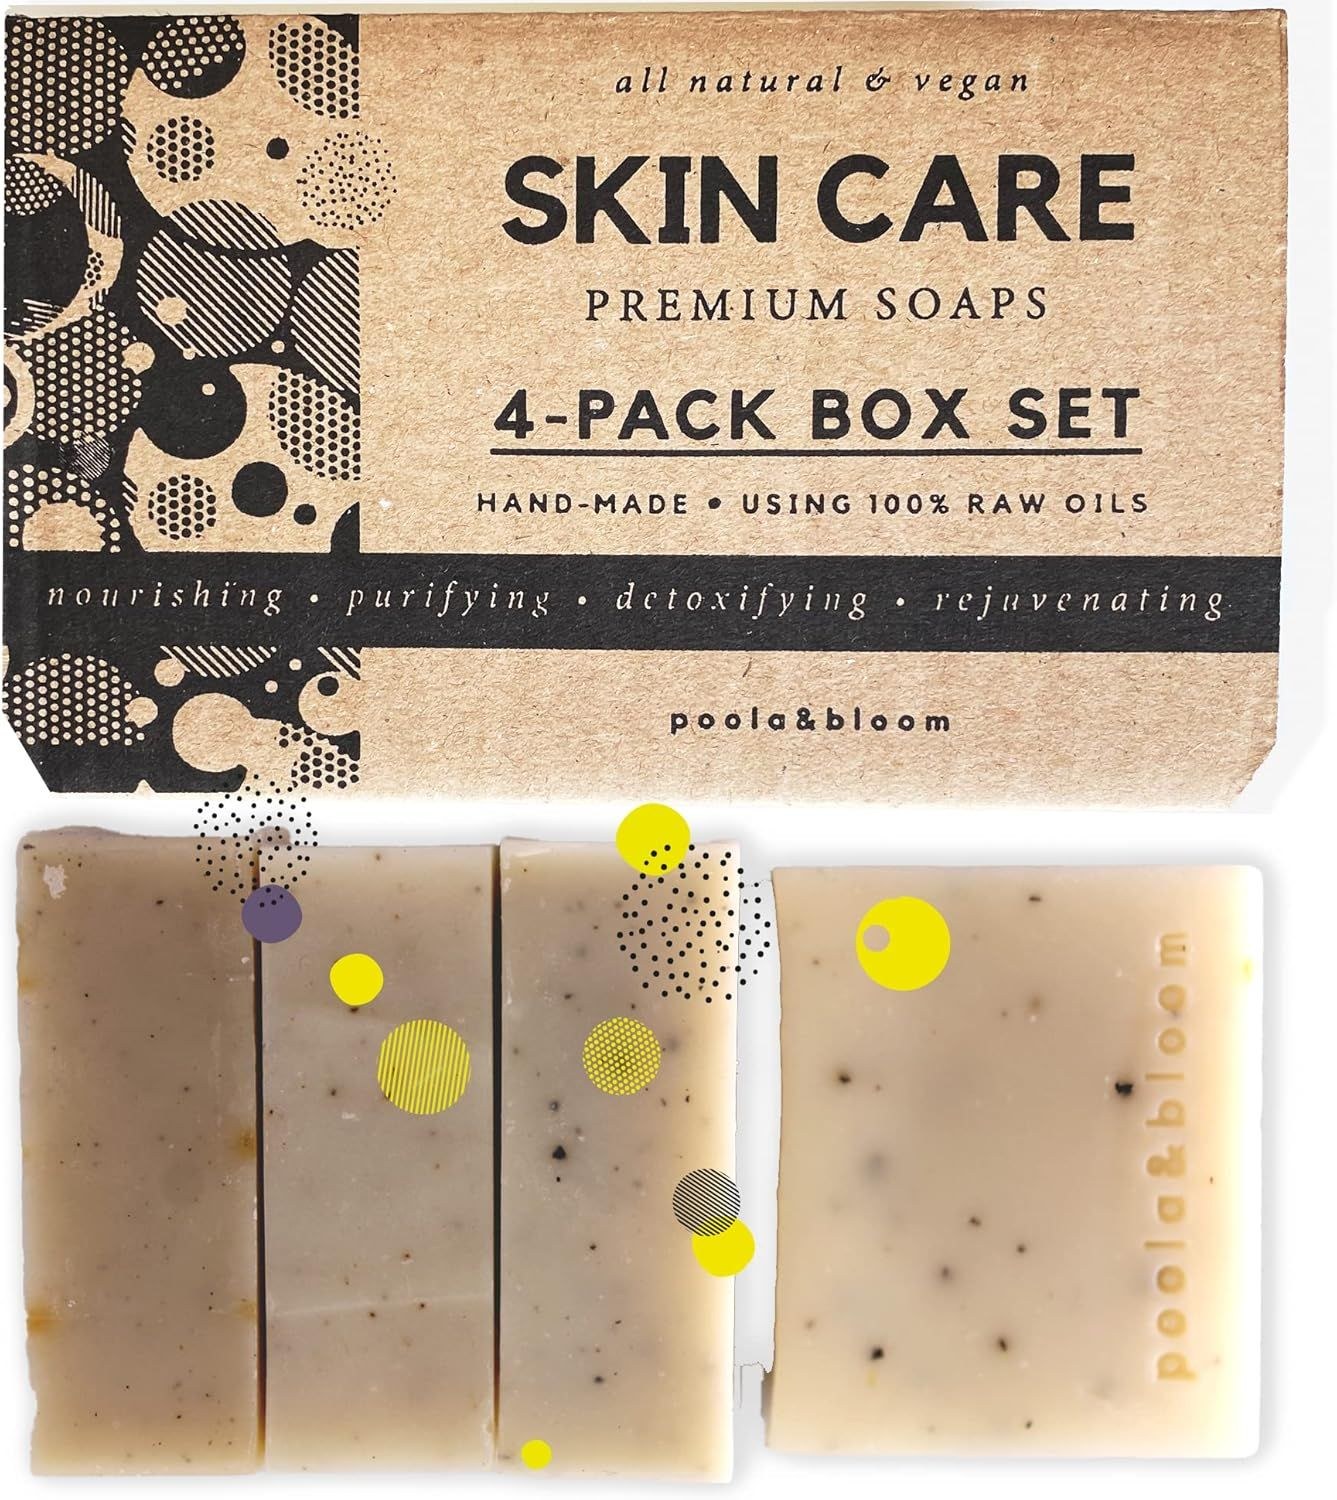 all natural & vegan
SKIN CARE
PREMIUM SOAPS
4-PACK BOX SET
HAND-MADE • USING 100% RAW OILS
nourishing • purifying • detoxifying • rejuvenating
poola&bloom
poola&bloom